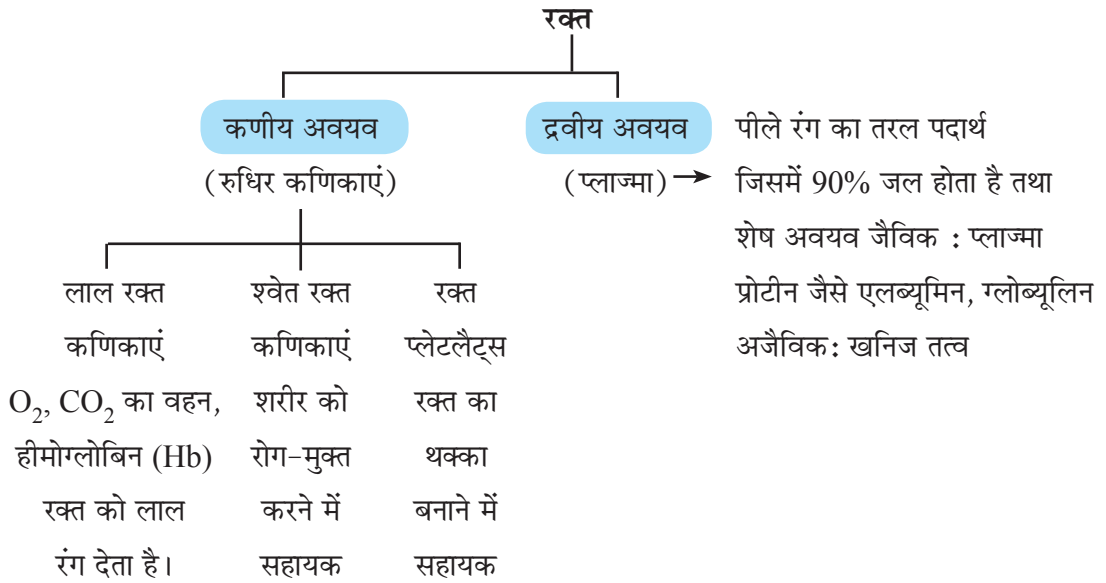 रक्त
कणीय अवयव
(रुधिर कणिकाएं)
द्रवीय अवयव
(प्लाज्मा)
पीले रंग का तरल पदार्थ
जिसमें 90% जल होता है तथा
शेष अवयव जैविक : प्लाज्मा
प्रोटीन जैसे एलब्यूमिन, ग्लोब्यूलिन
अजैविक: खनिज तत्व
लाल रक्त
कणिकाएं
O₂, CO₂ का वहन,
हीमोग्लोबिन (Hb)
रक्त को लाल
रंग देता है।
श्वेत रक्त
कणिकाएं
शरीर को
रोग-मुक्त
करने में
सहायक
रक्त
प्लेटलैट्स
रक्त का
थक्का
बनाने में
सहायक